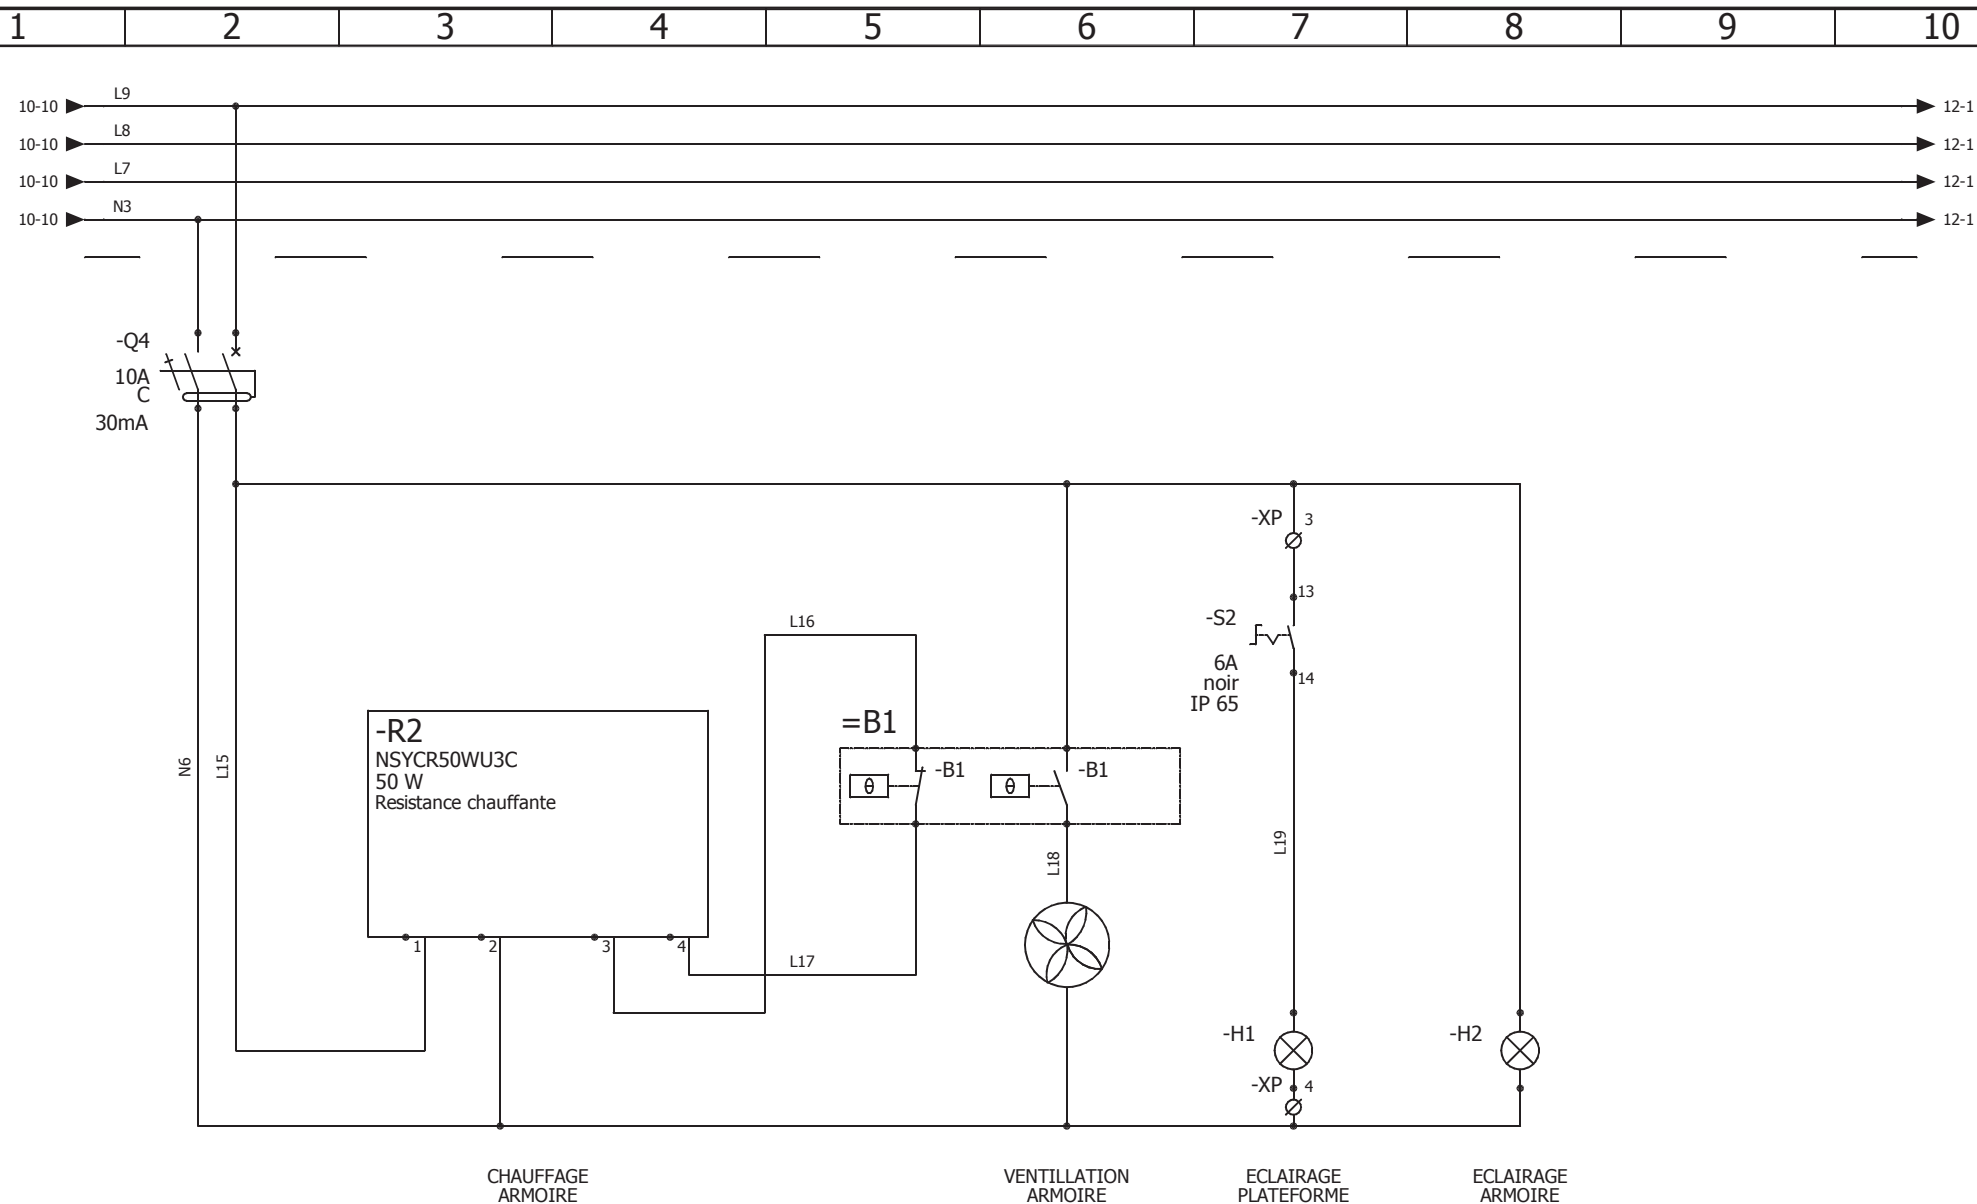 1 2 3 4 5 6 7 8 9 10
10-10 L9 12-1
10-10 L8 12-1
10-10 L7 12-1
10-10 N3 12-1
-Q4
10A
C
30mA
-XP 3
13
-S2
6A
noir
IP 65
14
L16
=B1
-B1 -B1
θ θ
-R2
NSYCR50WU3C
50 W
Resistance chauffante
N6
L15
L19
L18
1 2 3 4
L17
-H1
-H2
-XP 4
CHAUFFAGE
ARMOIRE
VENTILLATION
ARMOIRE
ECLAIRAGE
PLATEFORME
ECLAIRAGE
ARMOIRE